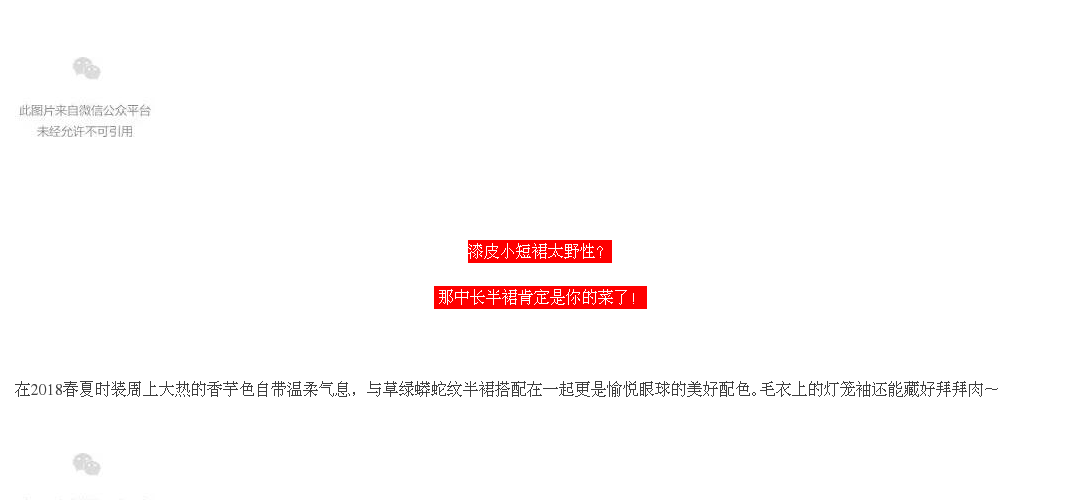 此图片来自微信公众平台
未经允许不可引用
漆皮小短裙太野性?
那中长半裙肯定是你的菜了!
在2018春夏时装周上大热的香芋色自带温柔气息，与草绿蟒蛇纹半裙搭配在一起更是愉悦眼球的美好配色。毛衣上的灯笼袖还能藏好拜拜肉~